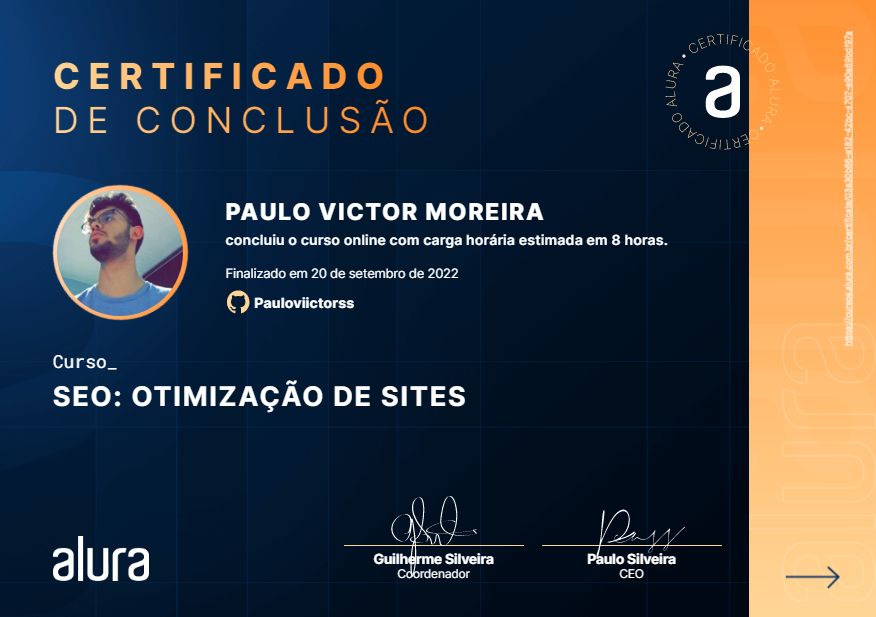 CERTIFICADO
DE CONCLUSÃO
CERTIFICADO ALURA • CERTIFICADO ALURA •
a
PAULO VICTOR MOREIRA
concluiu o curso online com carga horária estimada em 8 horas.
Finalizado em 20 de setembro de 2022
Pauloviictorss
Curso_
SEO: OTIMIZAÇÃO DE SITES
alura
Guilherme Silveira
Coordenador
Paulo Silveira
CEO
alura